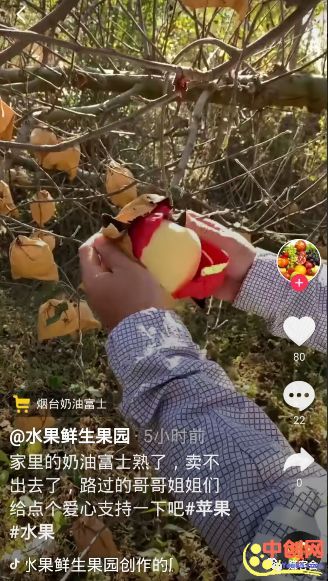 烟台奶油富士
@水果鲜生果园 · 5小时前
家里的奶油富士熟了，卖不
出去了，路过的哥哥姐姐们
给点个爱心支持一下吧#苹果
#水果
水果鲜生果园创作的
80
22
0
中创网